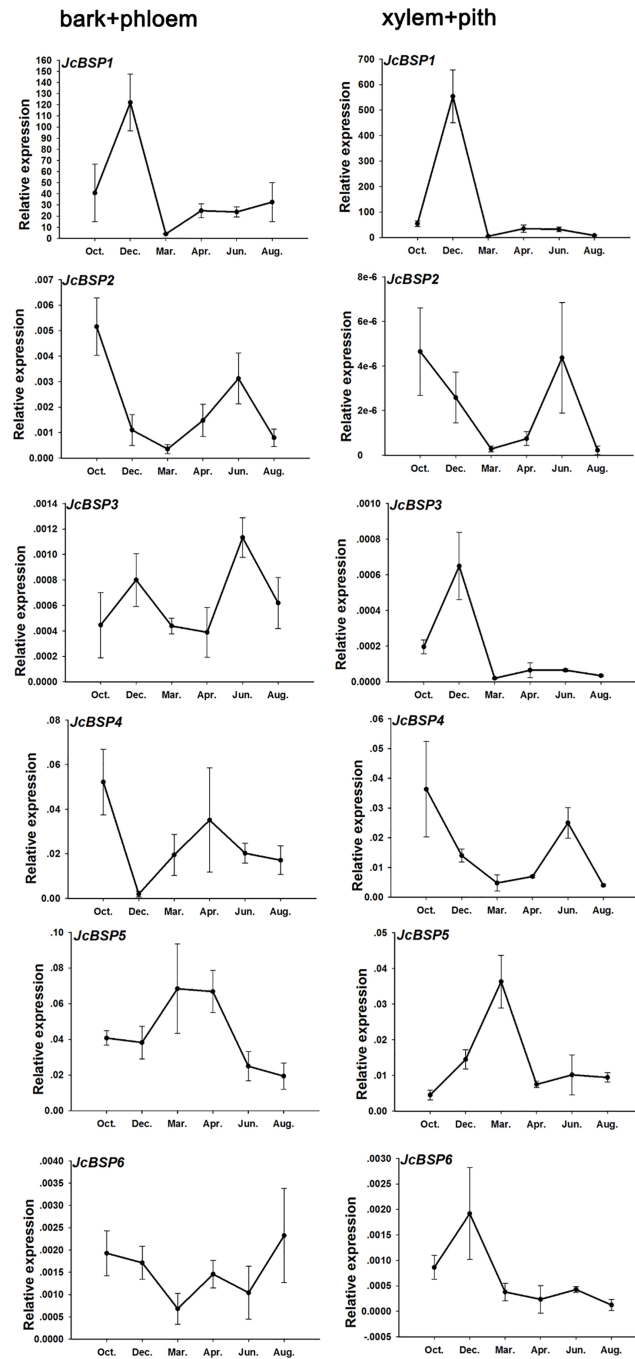 bark+phloem
xylem+pith
JcBSP1
Relative expression
160
150
140
130
120
110
100
90
80
70
60
50
40
30
20
10
0
Oct. Dec. Mar. Apr. Jun. Aug.
JcBSP1
Relative expression
700
600
500
400
300
200
100
0
Oct. Dec. Mar. Apr. Jun. Aug.
JcBSP2
Relative expression
.007
.006
.005
.004
.003
.002
.001
0.000
Oct. Dec. Mar. Apr. Jun. Aug.
JcBSP2
Relative expression
8e-6
6e-6
4e-6
2e-6
0
Oct. Dec. Mar. Apr. Jun. Aug.
JcBSP3
Relative expression
.0014
.0012
.0010
.0008
.0006
.0004
.0002
0.0000
Oct. Dec. Mar. Apr. Jun. Aug.
JcBSP3
Relative expression
.0010
.0008
.0006
.0004
.0002
0.0000
Oct. Dec. Mar. Apr. Jun. Aug.
JcBSP4
Relative expression
.08
.06
.04
.02
0.00
Oct. Dec. Mar. Apr. Jun. Aug.
JcBSP4
Relative expression
.06
.05
.04
.03
.02
.010
0.00
Oct. Dec. Mar. Apr. Jun. Aug.
JcBSP5
Relative expression
.10
.08
.06
.04
.02
0.00
Oct. Dec. Mar. Apr. Jun. Aug.
JcBSP5
Relative expression
.05
.04
.03
.02
.010
0.00
Oct. Dec. Mar. Apr. Jun. Aug.
JcBSP6
Relative expression
.0040
.0035
.0030
.0025
.0020
.0015
.0010
.0005
0.0000
Oct. Dec. Mar. Apr. Jun. Aug.
JcBSP6
Relative expression
.0030
.0025
.0020
.0015
.0010
.0005
0.0000
-.0005
Oct. Dec. Mar. Apr. Jun. Aug.